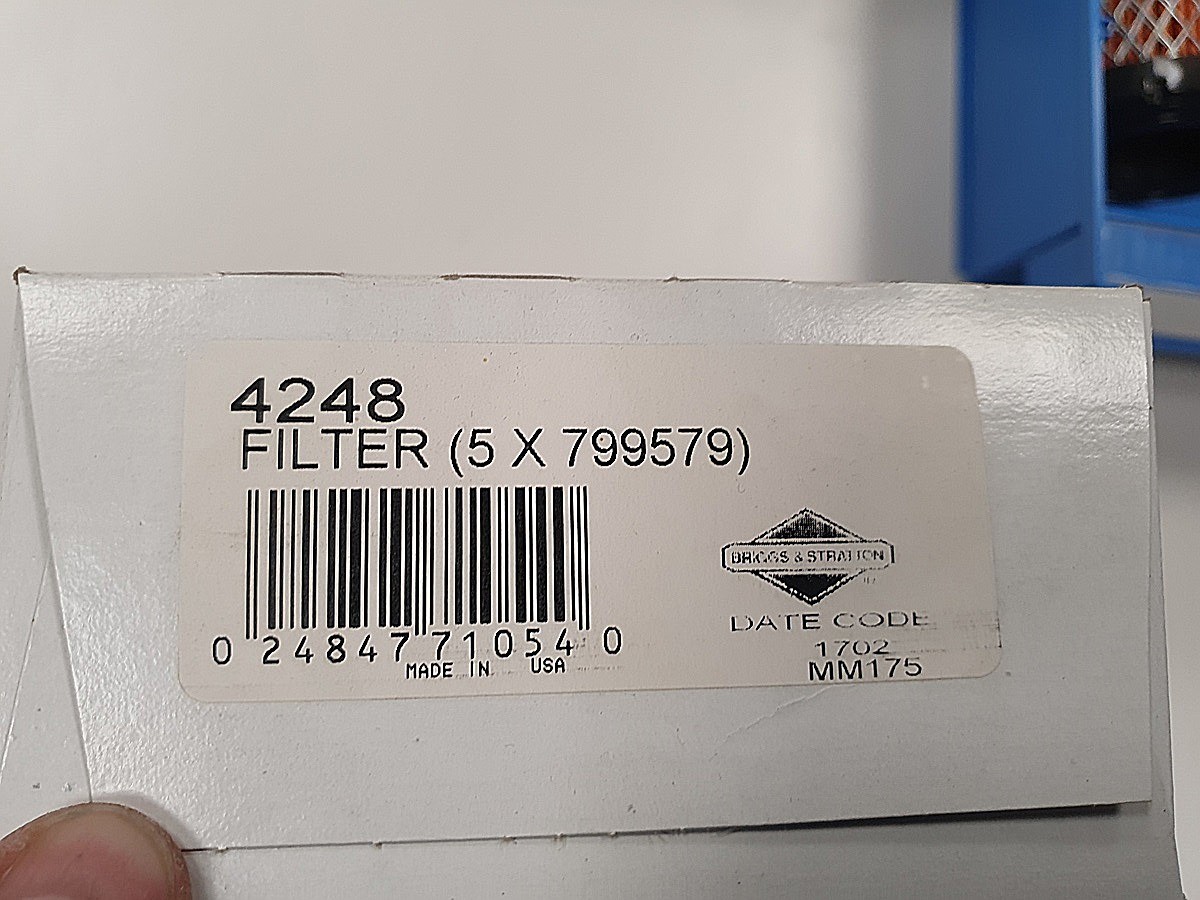 4248
FILTER (5 X 799579)
0 24847 71054 0
MADE IN USA
BRIGGS & STRATTON
DATE CODE
1702
MM175